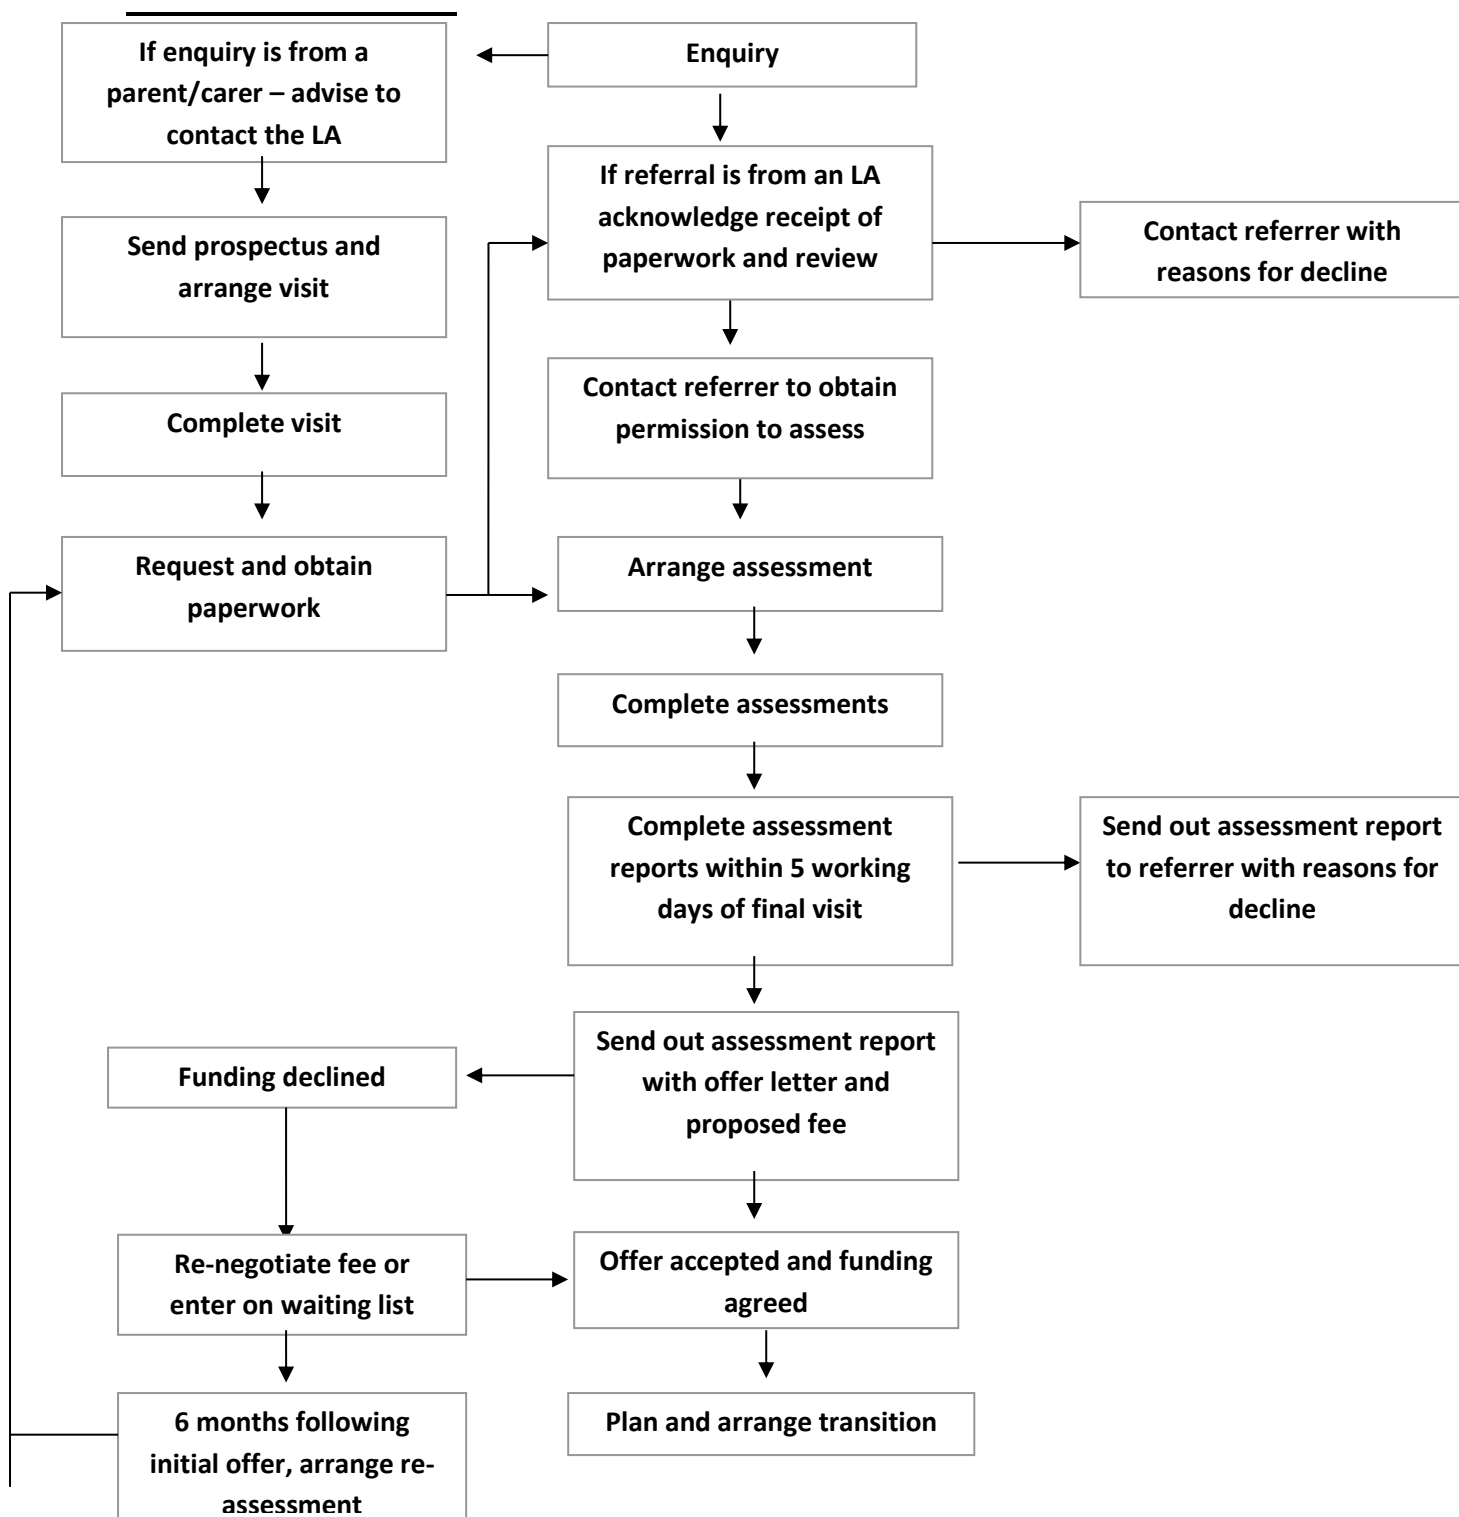 If enquiry is from a
parent/carer – advise to
contact the LA
Enquiry
If referral is from an LA
acknowledge receipt of
paperwork and review
Contact referrer with
reasons for decline
Send prospectus and
arrange visit
Contact referrer to obtain
permission to assess
Complete visit
Request and obtain
paperwork
Arrange assessment
Complete assessments
Complete assessment
reports within 5 working
days of final visit
Send out assessment report
to referrer with reasons for
decline
Send out assessment report
with offer letter and
proposed fee
Funding declined
Re-negotiate fee or
enter on waiting list
Offer accepted and funding
agreed
6 months following
initial offer, arrange re-
assessment
Plan and arrange transition